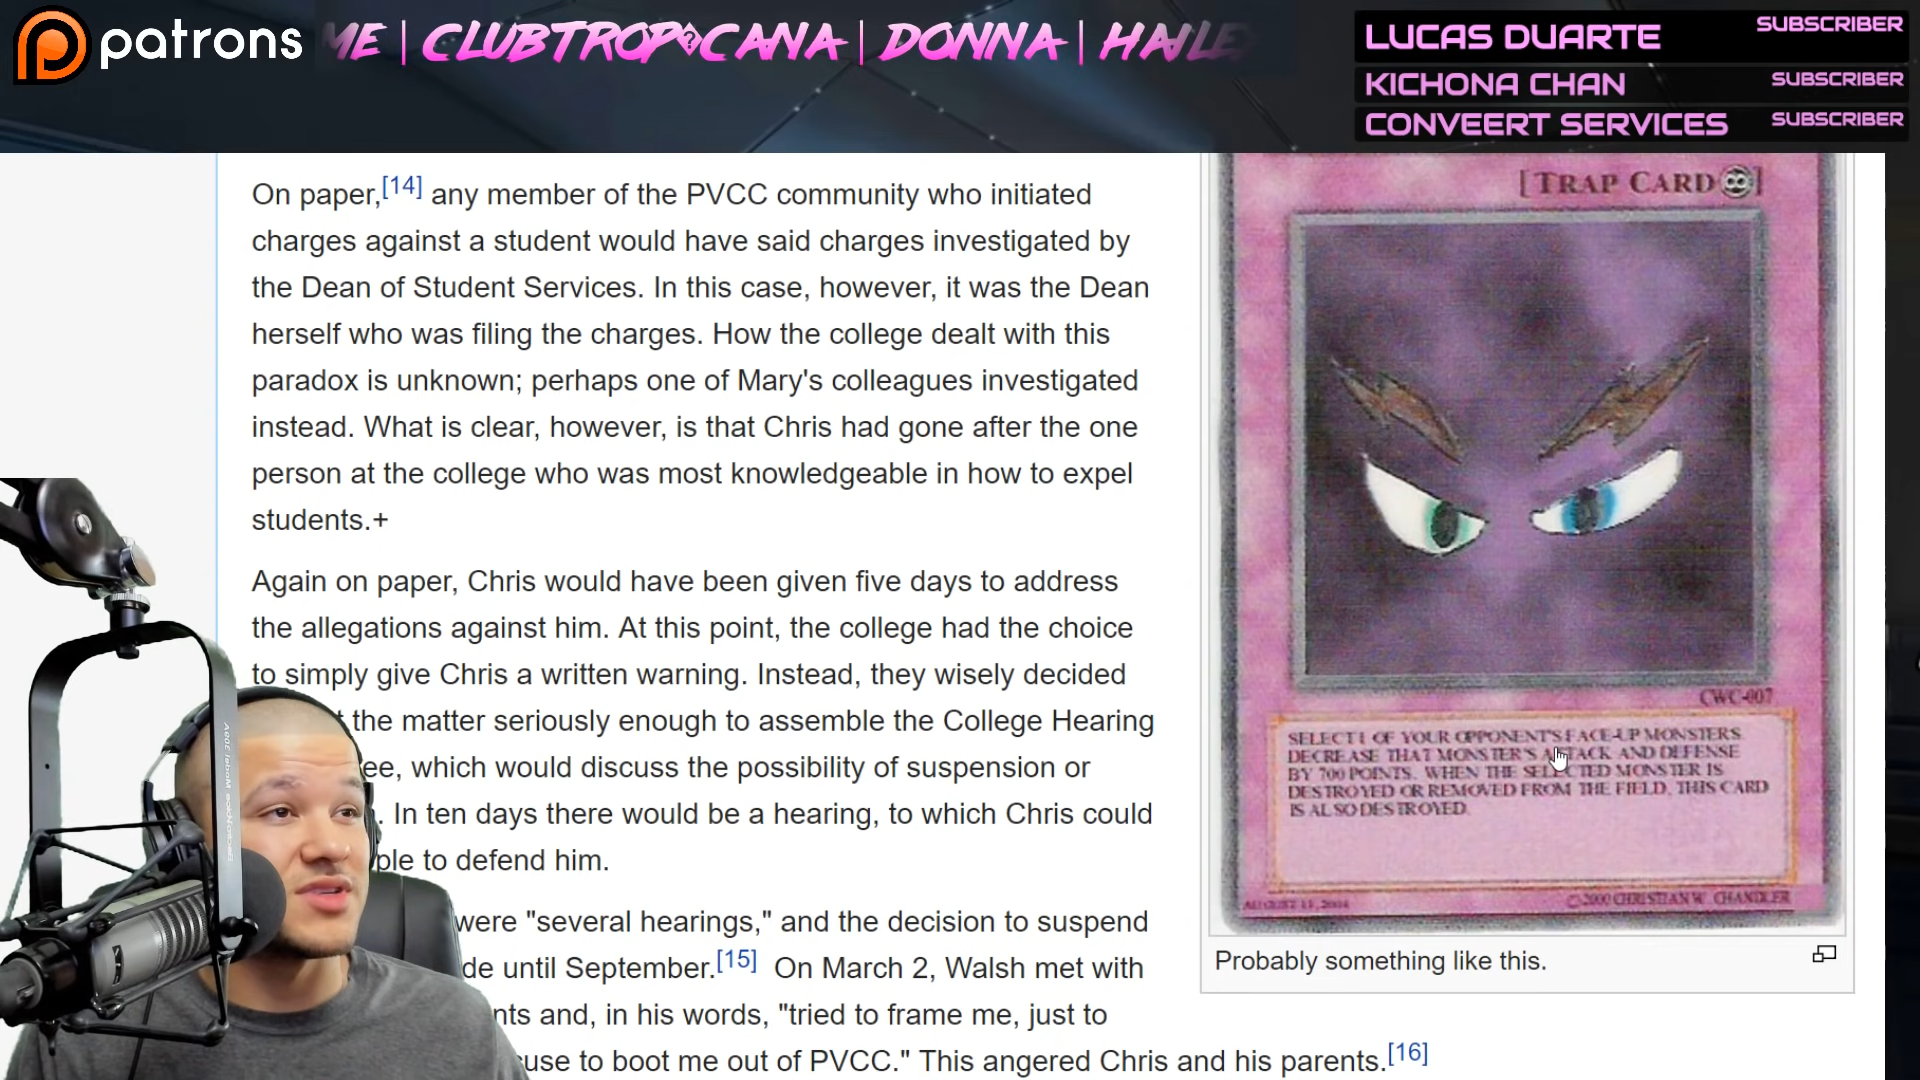 patrons
ME | CLUBTROP�CANA | DONNA | HAILE
LUCAS DUARTE SUBSCRIBER
KICHONA CHAN SUBSCRIBER
CONVEERT SERVICES SUBSCRIBER
On paper,[14] any member of the PVCC community who initiated
charges against a student would have said charges investigated by
the Dean of Student Services. In this case, however, it was the Dean
herself who was filing the charges. How the college dealt with this
paradox is unknown; perhaps one of Mary's colleagues investigated
instead. What is clear, however, is that Chris had gone after the one
person at the college who was most knowledgeable in how to expel
students.+
Again on paper, Chris would have been given five days to address
the allegations against him. At this point, the college had the choice
to simply give Chris a written warning. Instead, they wisely decided
the matter seriously enough to assemble the College Hearing
ee, which would discuss the possibility of suspension or
. In ten days there would be a hearing, to which Chris could
ple to defend him.
were "several hearings," and the decision to suspend
de until September.[15] On March 2, Walsh met with
nts and, in his words, "tried to frame me, just to
use to boot me out of PVCC." This angered Chris and his parents.[16]
[TRAP CARD]
CWC-007
SELECT 1 OF YOUR OPPONENT'S FACE-UP MONSTERS.
DECREASE THAT MONSTER'S ATTACK AND DEFENSE
BY 700 POINTS. WHEN THE SELECTED MONSTER IS
DESTROYED OR REMOVED FROM THE FIELD, THIS CARD
IS ALSO DESTROYED.
AUGUST 11, 2004 ©2000 CHRISTIAN W. CHANDLER
Probably something like this.